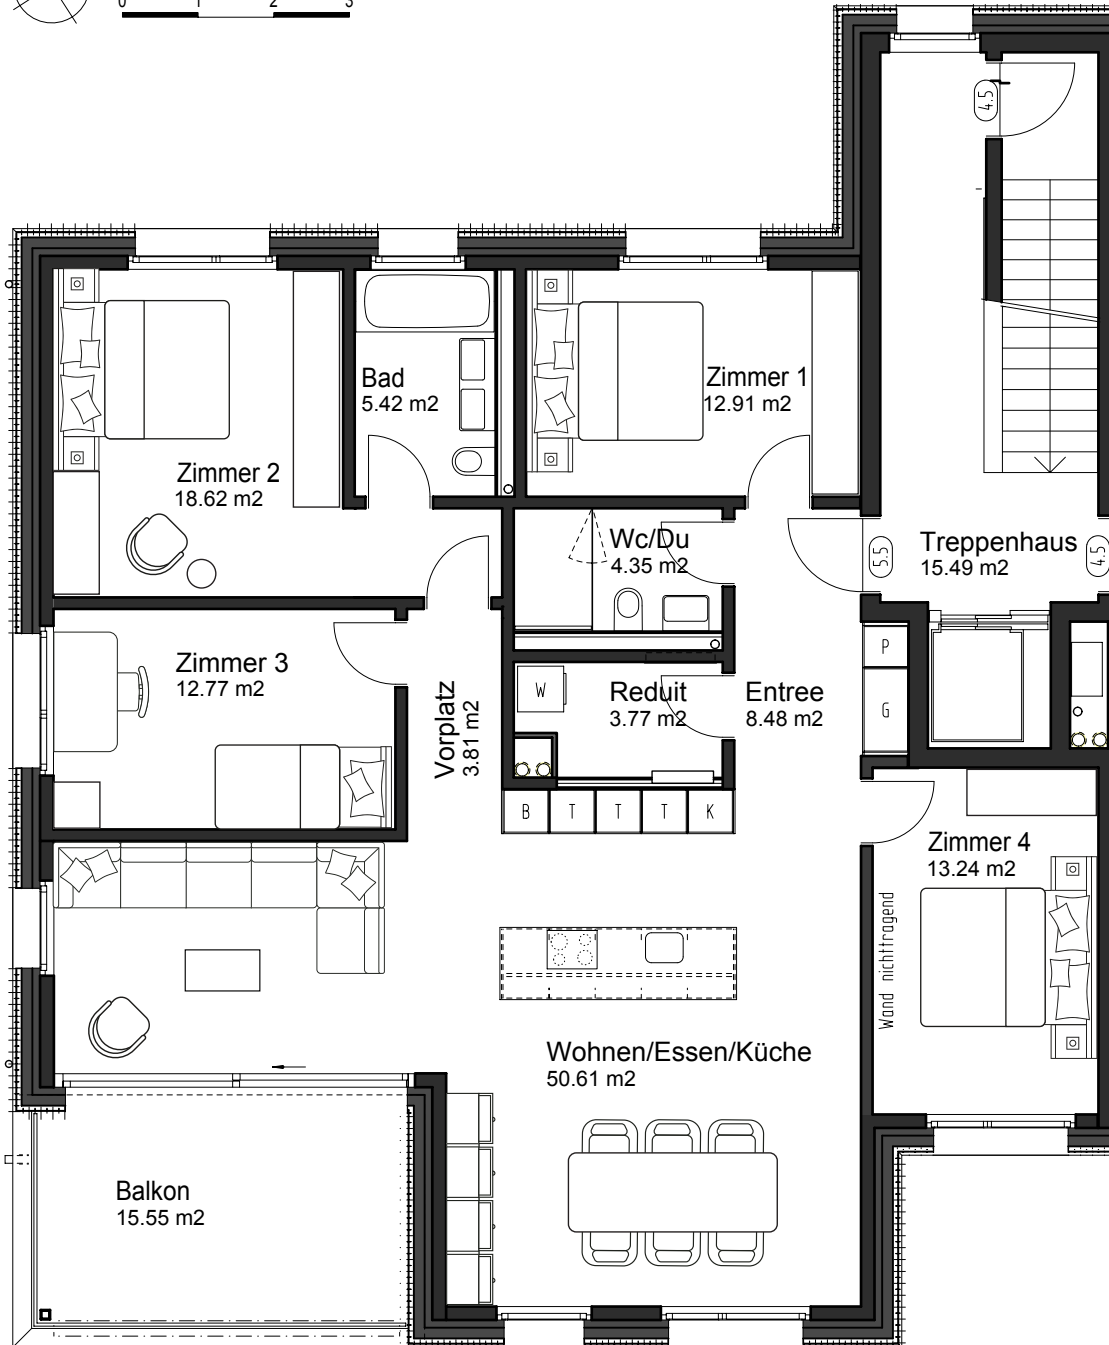 0 1 2 3
4.5
Bad
5.42 m2
Zimmer 1
12.91 m2
Zimmer 2
18.62 m2
Wc/Du
4.35 m2
5.5
Treppenhaus
15.49 m2
4.5
Zimmer 3
12.77 m2
Vorplatz
3.81 m2
W
Reduit
3.77 m2
Entree
8.48 m2
P
G
B T T T K
Zimmer 4
13.24 m2
Wand nichttragend
Wohnen/Essen/Küche
50.61 m2
Balkon
15.55 m2